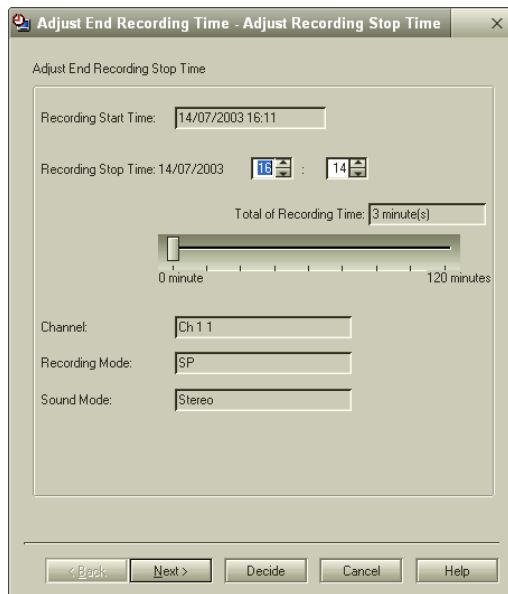 Adjust End Recording Time - Adjust Recording Stop Time
Adjust End Recording Stop Time
Recording Start Time: 14/07/2003 16:11
Recording Stop Time: 14/07/2003 16 : 14
Total of Recording Time: 3 minute(s)
0 minute 120 minutes
Channel: Ch 1 1
Recording Mode: SP
Sound Mode: Stereo
< Back Next > Decide Cancel Help